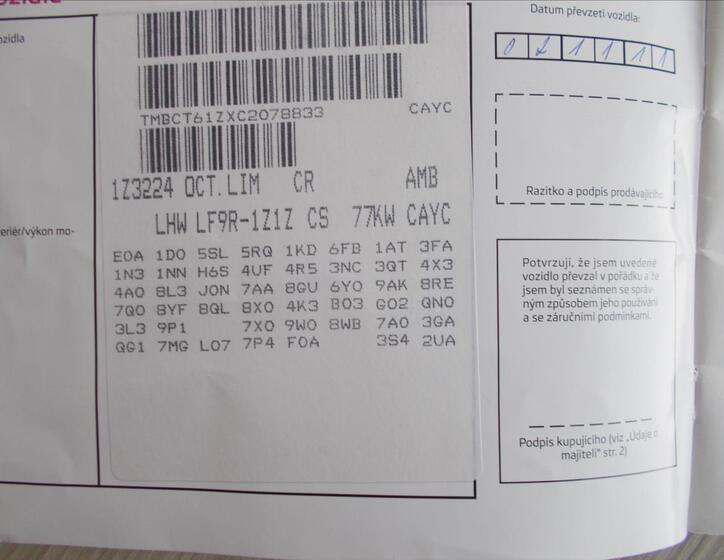 ozidla
Datum převzetí vozidla:
0 2 1 1 1 1
TMBCT61ZXC2078833 CAYC
1Z3224 OCT.LIM CR AMB
LHW LF9R-1Z1Z CS 77KW CAYC
eriér/výkon mo-
E0A 1D0 5SL 5RQ 1KD 6FB 1AT 3FA
1N3 1NN H6S 4UF 4R5 3NC 3QT 4X3
4A0 8L3 J0N 7AA 8GU 6Y0 9AK 8RE
7Q0 8YF 8QL 8X0 4K3 B03 G02 QN0
3L3 9P1 7X0 9W0 8WB 7A0 3GA
QG1 7MG L07 7P4 F0A 3S4 2UA
Razítko a podpis prodávajícího
Potvrzuji, že jsem uvedené
vozidlo převzal v pořádku a že
jsem byl seznámen se správ-
ným způsobem jeho používání
a se záručními podmínkami.
Podpis kupujícího (viz „Údaje o
majiteli" str. 2)